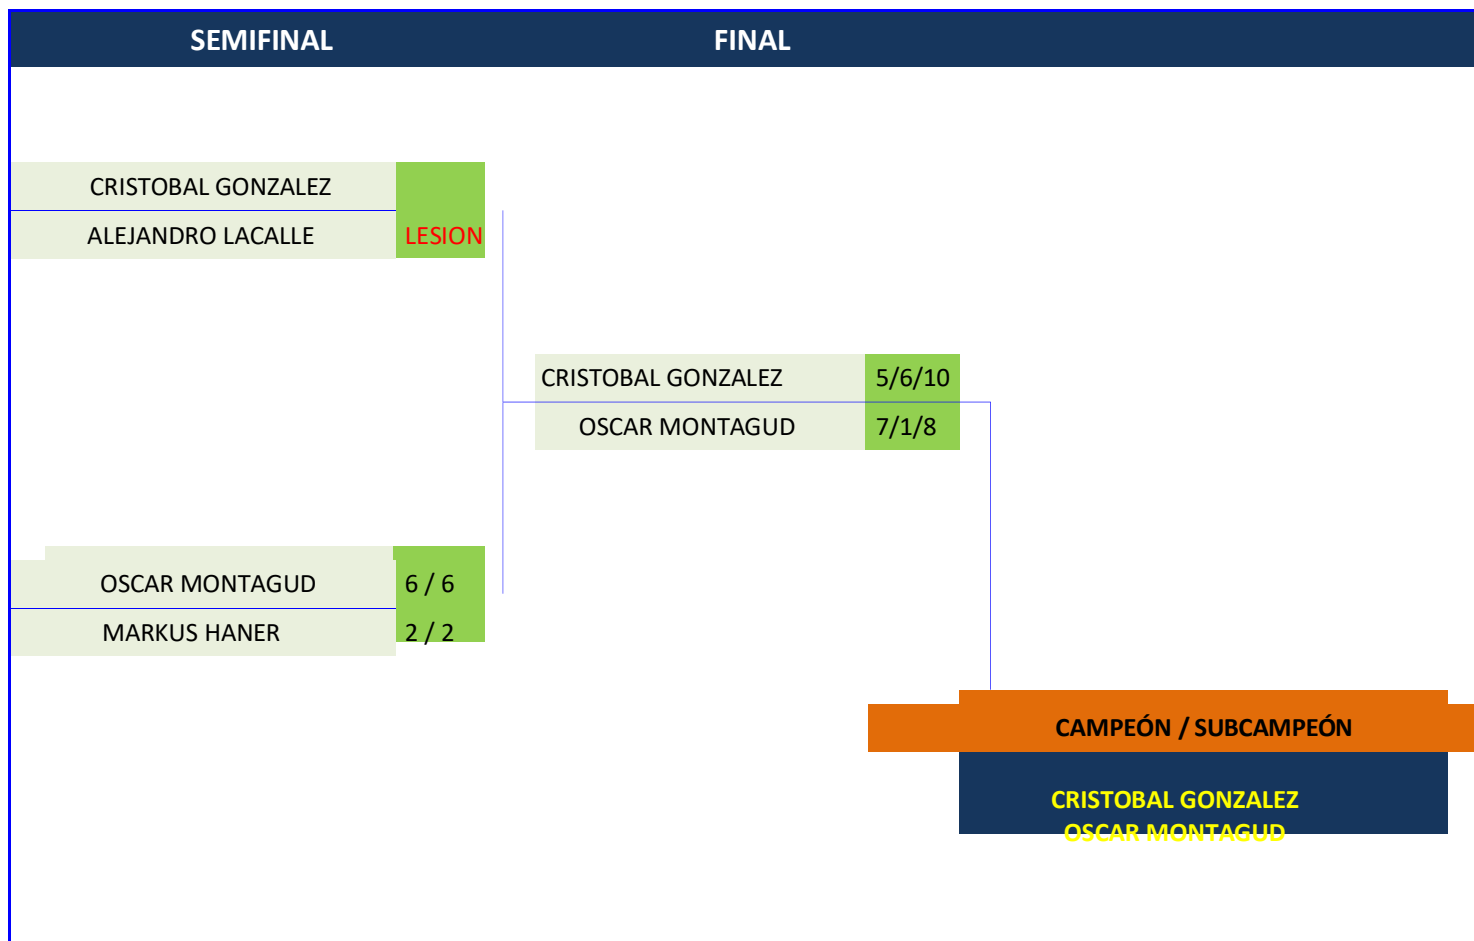 SEMIFINAL FINAL
CRISTOBAL GONZALEZ
ALEJANDRO LACALLE LESION
CRISTOBAL GONZALEZ 5/6/10
OSCAR MONTAGUD 7/1/8
OSCAR MONTAGUD 6 / 6
MARKUS HANER 2 / 2
CAMPEÓN / SUBCAMPEÓN
CRISTOBAL GONZALEZ
OSCAR MONTAGUD